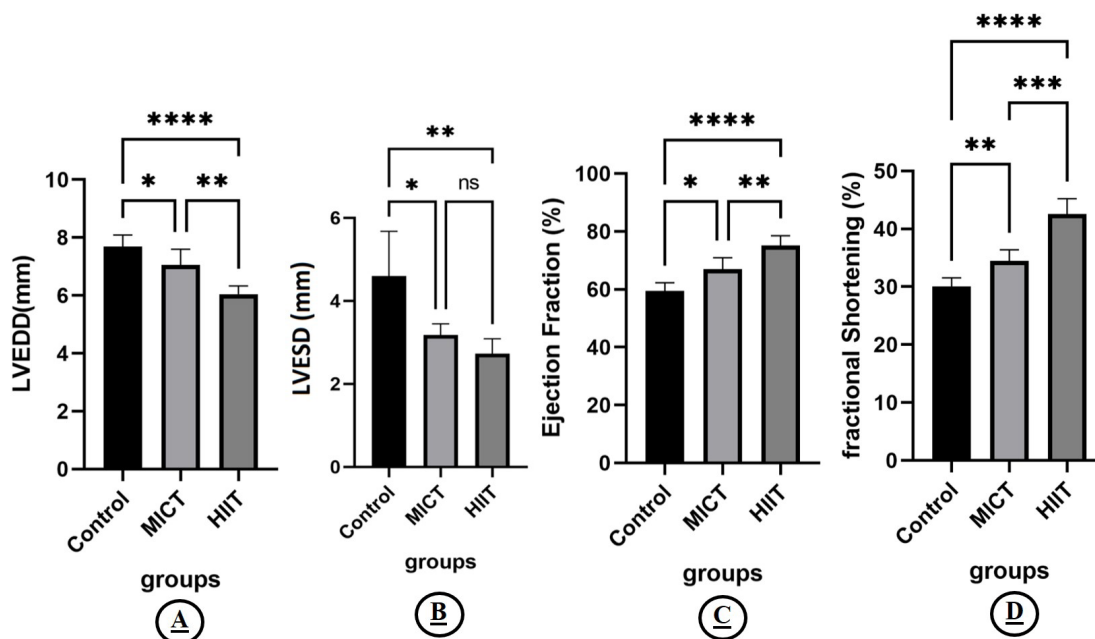 ****
*
**
LVEDD(mm)
10
8
6
4
2
0
Control
MICT
HIIT
groups
A
**
*
ns
LVESD (mm)
6
4
2
0
Control
MICT
HIIT
groups
B
****
*
**
Ejection Fraction (%)
100
80
60
40
20
0
Control
MICT
HIIT
groups
C
****
***
**
fractional Shortening (%)
50
40
30
20
10
0
Control
MICT
HIIT
groups
D